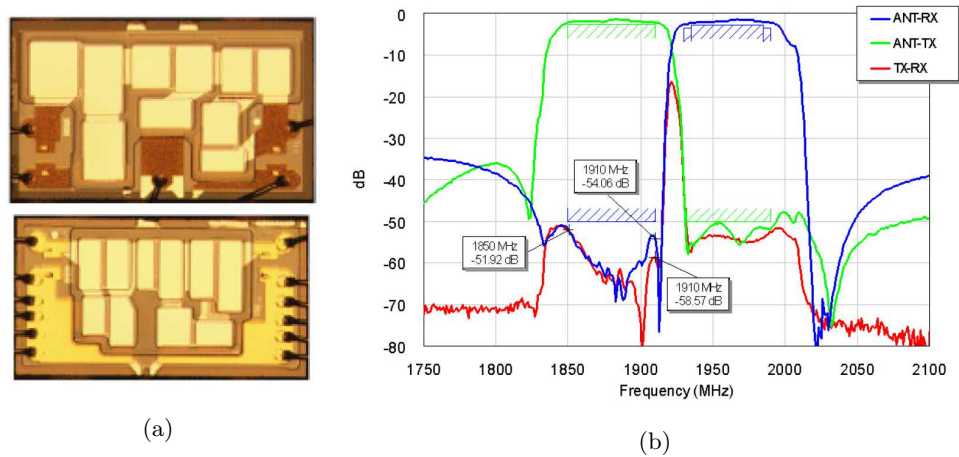 0
-10
-20
-30
-40
-50
-60
-70
-80
dB
1750
1800
1850
1900
1950
2000
2050
2100
Frequency (MHz)
ANT-RX
ANT-TX
TX-RX
1910 MHz
-54.06 dB
1850 MHz
-51.92 dB
1910 MHz
-58.57 dB
(a)
(b)